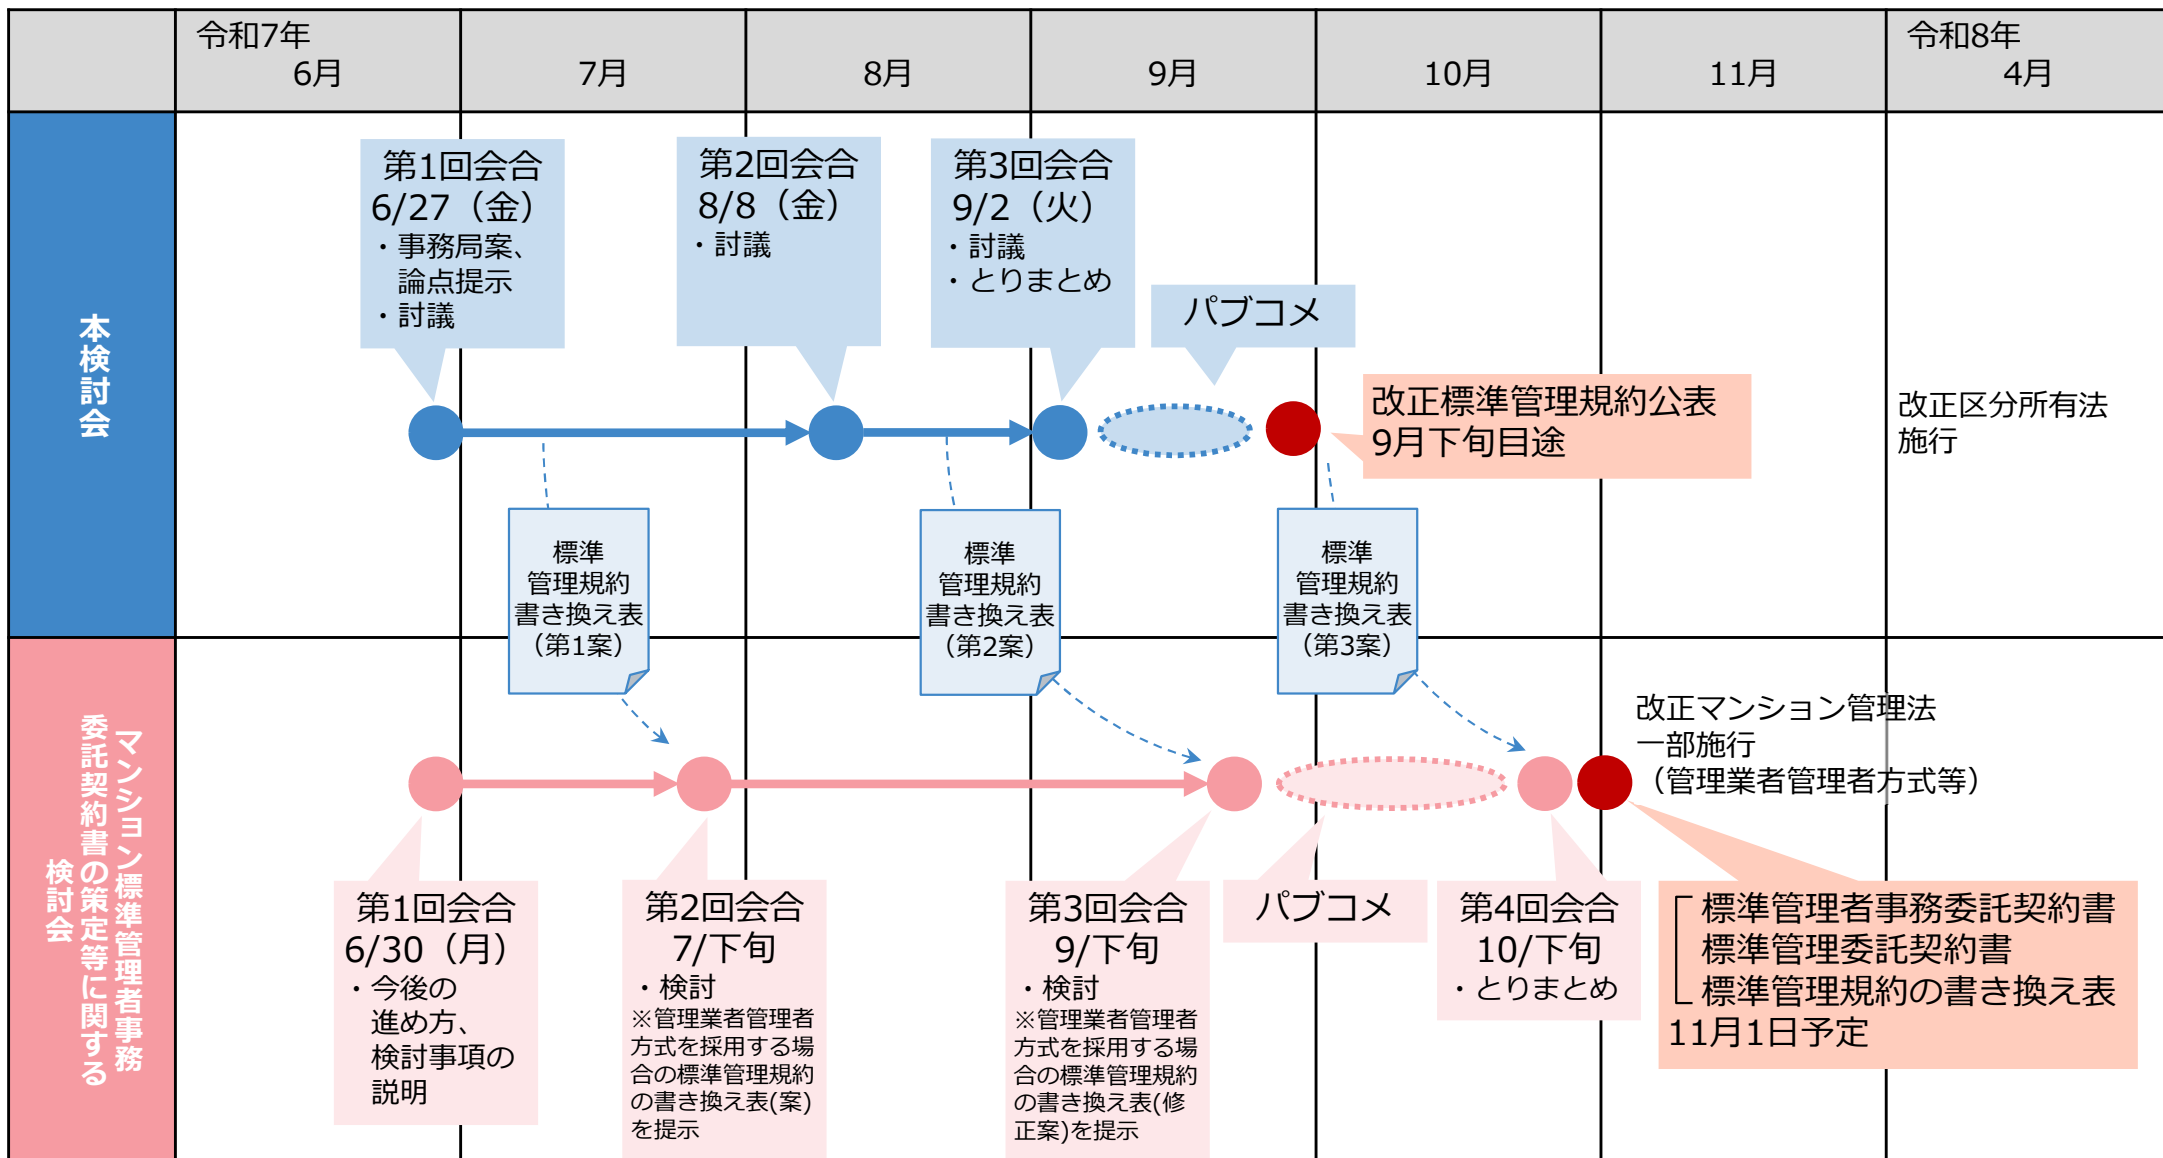 令和7年
6月
7月
8月
9月
10月
11月
令和8年
4月
本検討会
第1回会合
6/27（金）
・事務局案、
論点提示
・討議
第2回会合
8/8（金）
・討議
第3回会合
9/2（火）
・討議
・とりまとめ
パブコメ
改正標準管理規約公表
9月下旬目途
改正区分所有法
施行
標準
管理規約
書き換え表
（第1案）
標準
管理規約
書き換え表
（第2案）
標準
管理規約
書き換え表
（第3案）
マンション標準管理者事務
委託契約書の策定等に関する
検討会
改正マンション管理法
一部施行
（管理業者管理者方式等）
第1回会合
6/30（月）
・今後の
進め方、
検討事項の
説明
第2回会合
7/下旬
・検討
※管理業者管理者
方式を採用する場
合の標準管理規約
の書き換え表(案)
を提示
第3回会合
9/下旬
・検討
※管理業者管理者
方式を採用する場
合の標準管理規約
の書き換え表(修
正案)を提示
パブコメ
第4回会合
10/下旬
・とりまとめ
標準管理者事務委託契約書
標準管理委託契約書
標準管理規約の書き換え表
11月1日予定